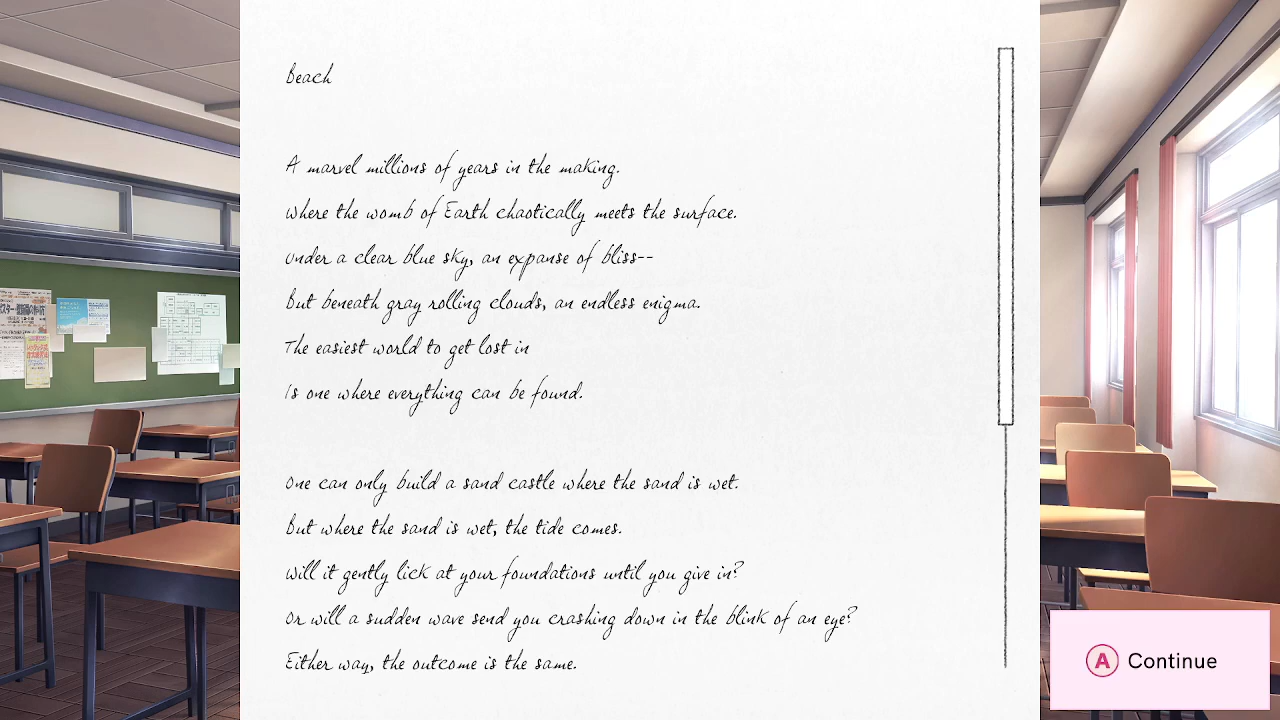 Beach
A marvel millions of years in the making.
Where the womb of Earth chaotically meets the surface.
Under a clear blue sky, an expanse of bliss--
But beneath gray rolling clouds, an endless enigma.
The easiest world to get lost in
Is one where everything can be found.
One can only build a sand castle where the sand is wet.
But where the sand is wet, the tide comes.
Will it gently lick at your foundations until you give in?
Or will a sudden wave send you crashing down in the blink of an eye?
Either way, the outcome is the same.
A Continue